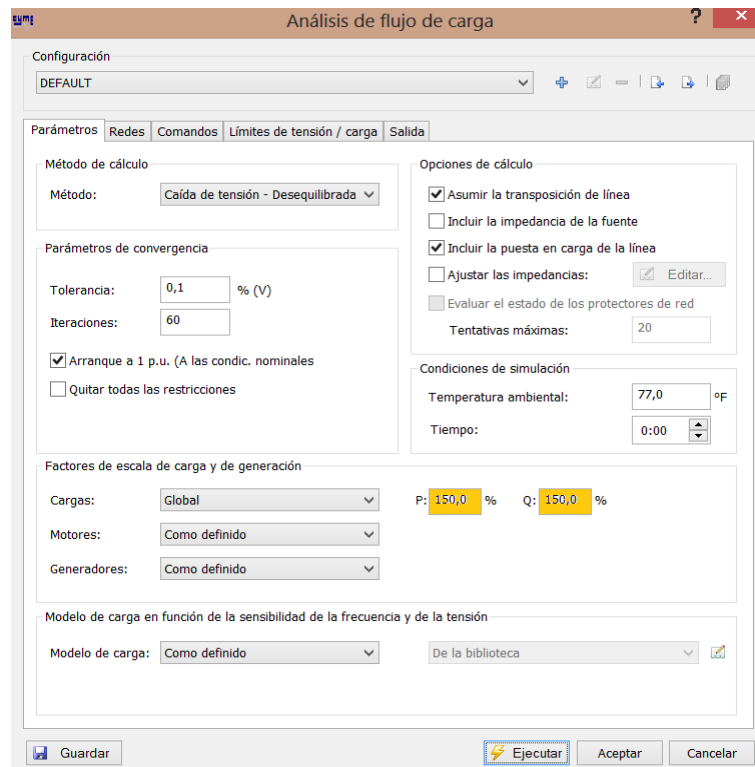 CYME Análisis de flujo de carga ? ×
Configuración
DEFAULT
Parámetros Redes Comandos Límites de tensión / carga Salida
Método de cálculo
Método: Caída de tensión - Desequilibrada
Parámetros de convergencia
Tolerancia: 0,1 % (V)
Iteraciones: 60
Arranque a 1 p.u. (A las condic. nominales
Quitar todas las restricciones
Opciones de cálculo
Asumir la transposición de línea
Incluir la impedancia de la fuente
Incluir la puesta en carga de la línea
Ajustar las impedancias: Editar...
Evaluar el estado de los protectores de red
Tentativas máximas: 20
Condiciones de simulación
Temperatura ambiental: 77,0 ºF
Tiempo: 0:00
Factores de escala de carga y de generación
Cargas: Global P: 150,0 % Q: 150,0 %
Motores: Como definido
Generadores: Como definido
Modelo de carga en función de la sensibilidad de la frecuencia y de la tensión
Modelo de carga: Como definido De la biblioteca
Guardar Ejecutar Aceptar Cancelar